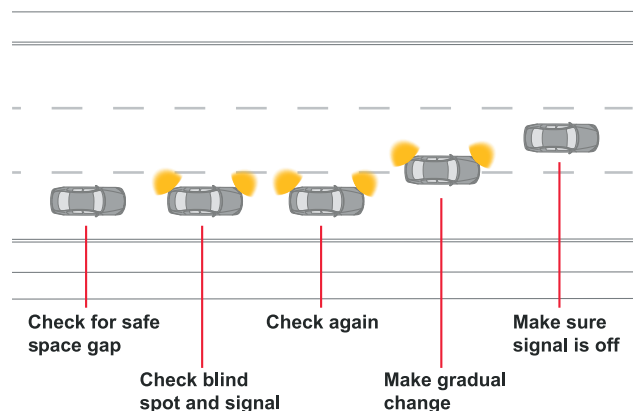 Check for safe
space gap
Check blind
spot and signal
Check again
Make gradual
change
Make sure
signal is off